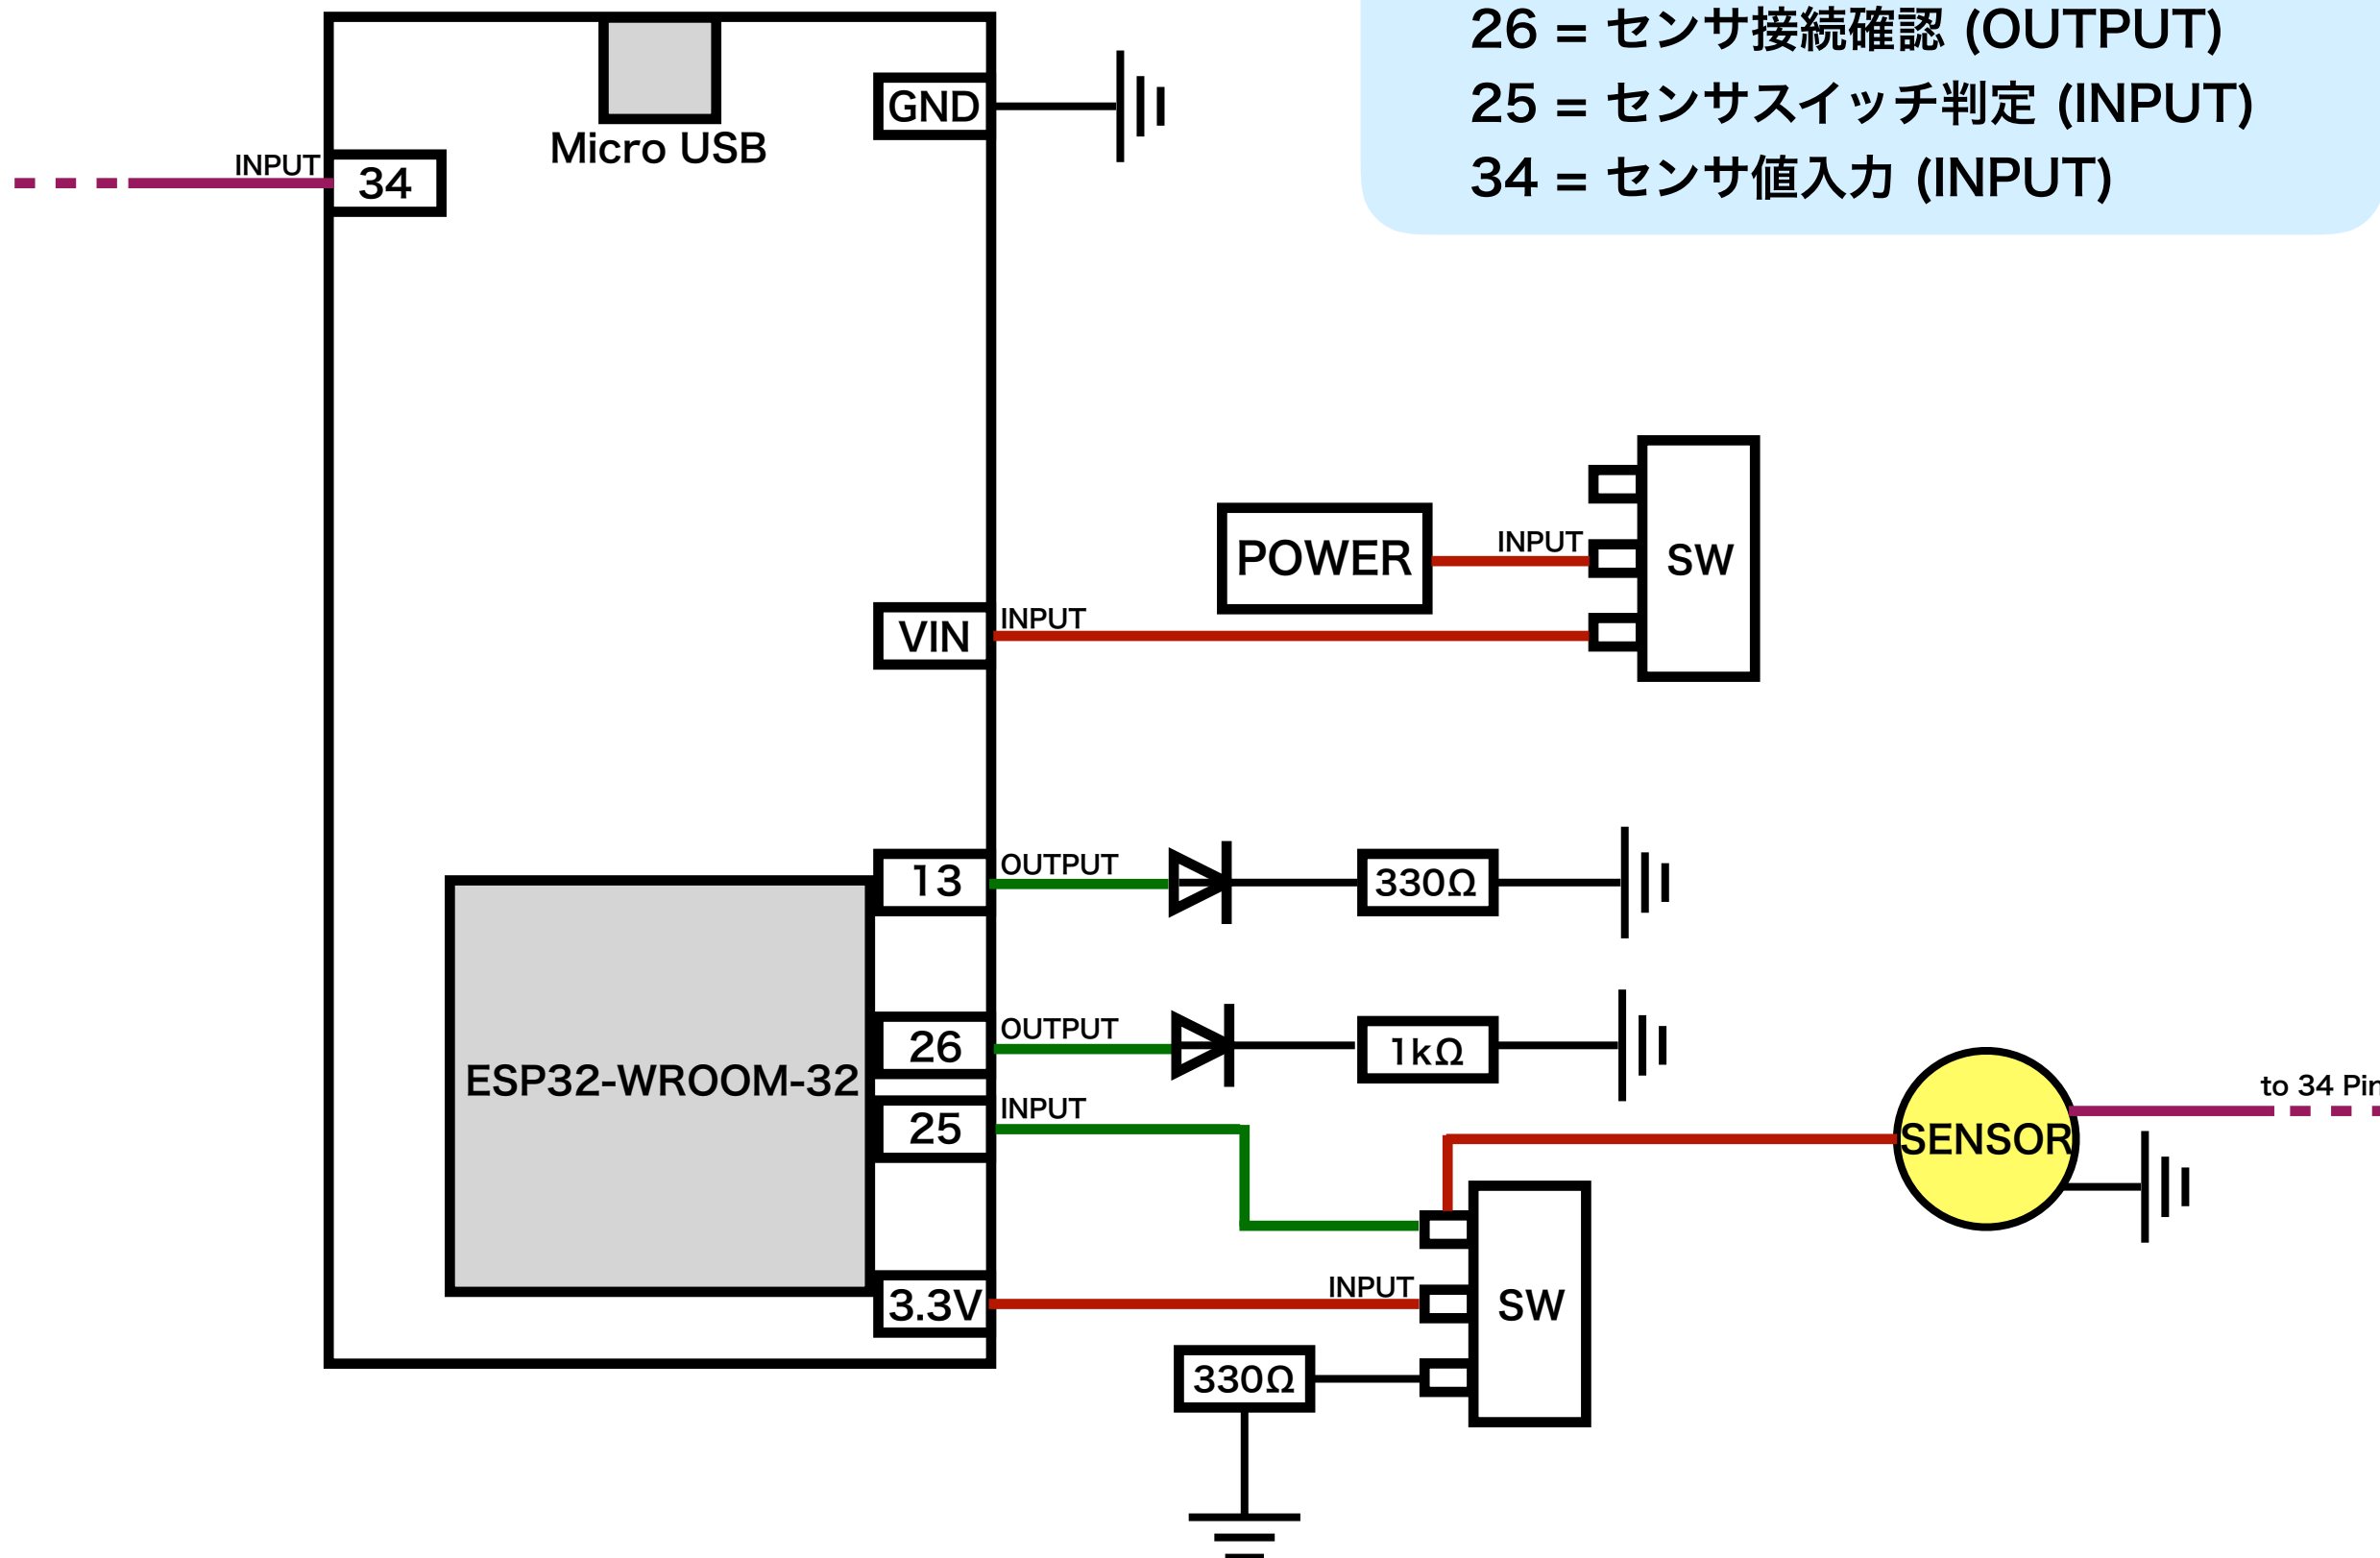 26 = センサ接続確認 (OUTPUT)
25 = センサスイッチ判定 (INPUT)
34 = センサ値入力 (INPUT)
GND
Micro USB
INPUT
34
POWER
INPUT
SW
VIN
INPUT
13
OUTPUT
330Ω
26
OUTPUT
1kΩ
ESP32-WROOM-32
25
INPUT
to 34 Pin
SENSOR
3.3V
INPUT
SW
330Ω